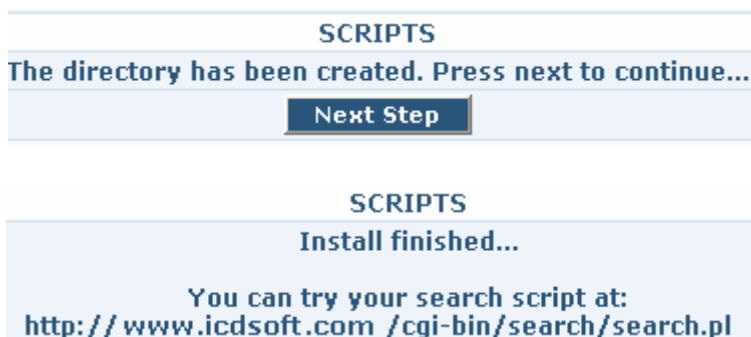 SCRIPTS
The directory has been created. Press next to continue...
Next Step
SCRIPTS
Install finished...
You can try your search script at:
http://www.icdsoft.com /cgi-bin/search/search.pl